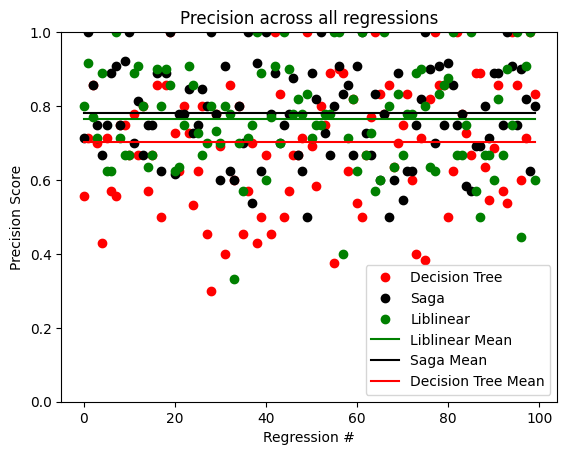 Precision across all regressions
Precision Score
1.0
0.8
0.6
0.4
0.2
0.0
Decision Tree
Saga
Liblinear
Liblinear Mean
Saga Mean
Decision Tree Mean
0 20 40 60 80 100
Regression #